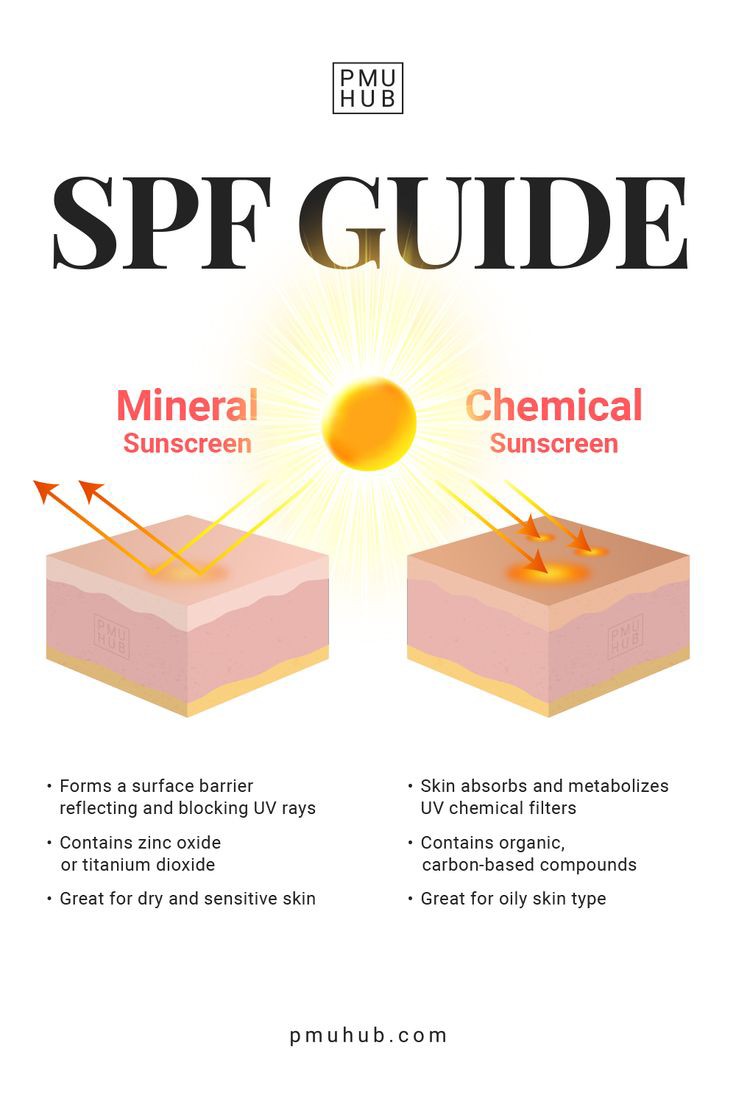 PMU
HUB
SPF GUIDE
Mineral
Sunscreen
Chemical
Sunscreen
PMU
HUB
PMU
HUB
• Forms a surface barrier
reflecting and blocking UV rays
• Contains zinc oxide
or titanium dioxide
• Great for dry and sensitive skin
• Skin absorbs and metabolizes
UV chemical filters
• Contains organic,
carbon-based compounds
• Great for oily skin type
pmuhub.com